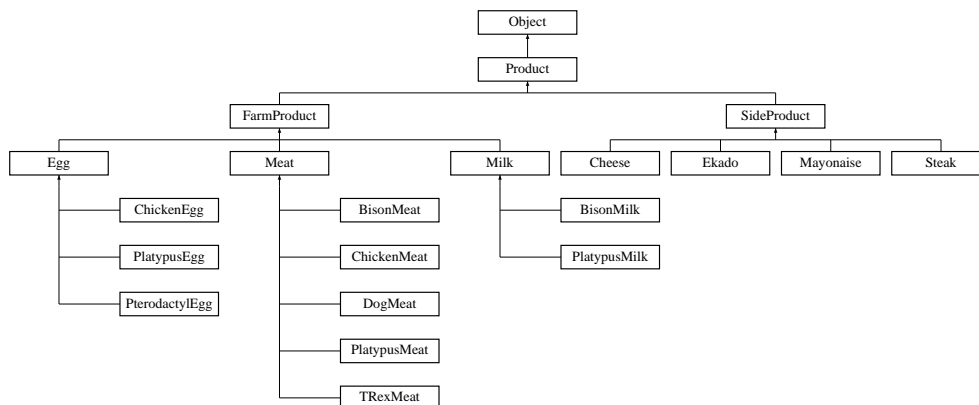 Object
Product
FarmProduct
SideProduct
Egg
Meat
Milk
Cheese
Ekado
Mayonaise
Steak
ChickenEgg
BisonMeat
BisonMilk
PlatypusEgg
ChickenMeat
PlatypusMilk
PterodactylEgg
DogMeat
PlatypusMeat
TRexMeat